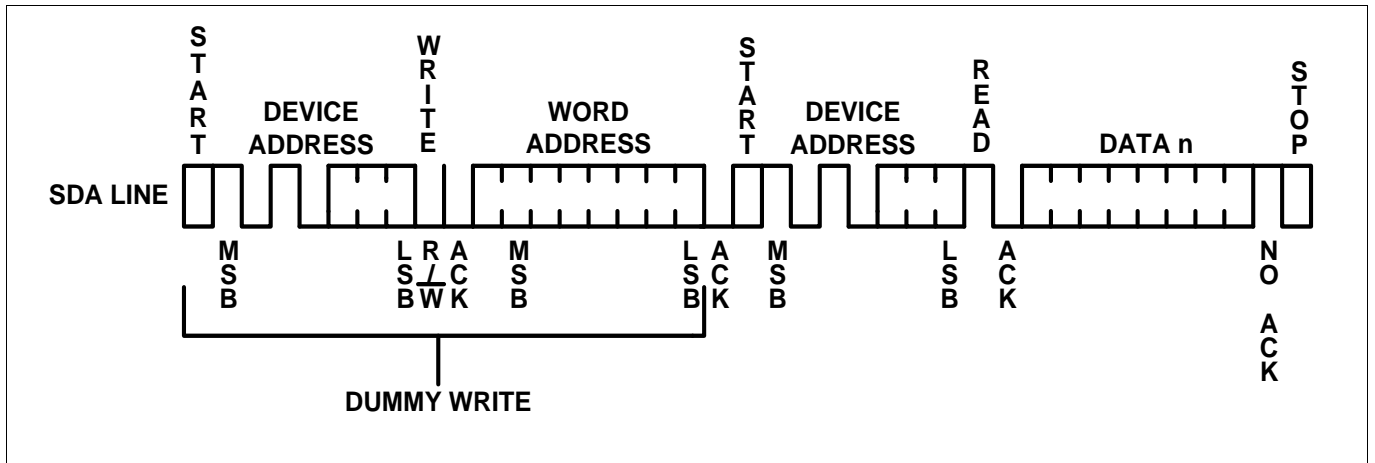 START
DEVICE
ADDRESS
WRITE
WORD
ADDRESS
START
DEVICE
ADDRESS
READ
DATA n
STOP
SDA LINE
MSB
LSB
R/W
ACK
MSB
LSB
ACK
MSB
LSB
ACK
NO ACK
DUMMY WRITE